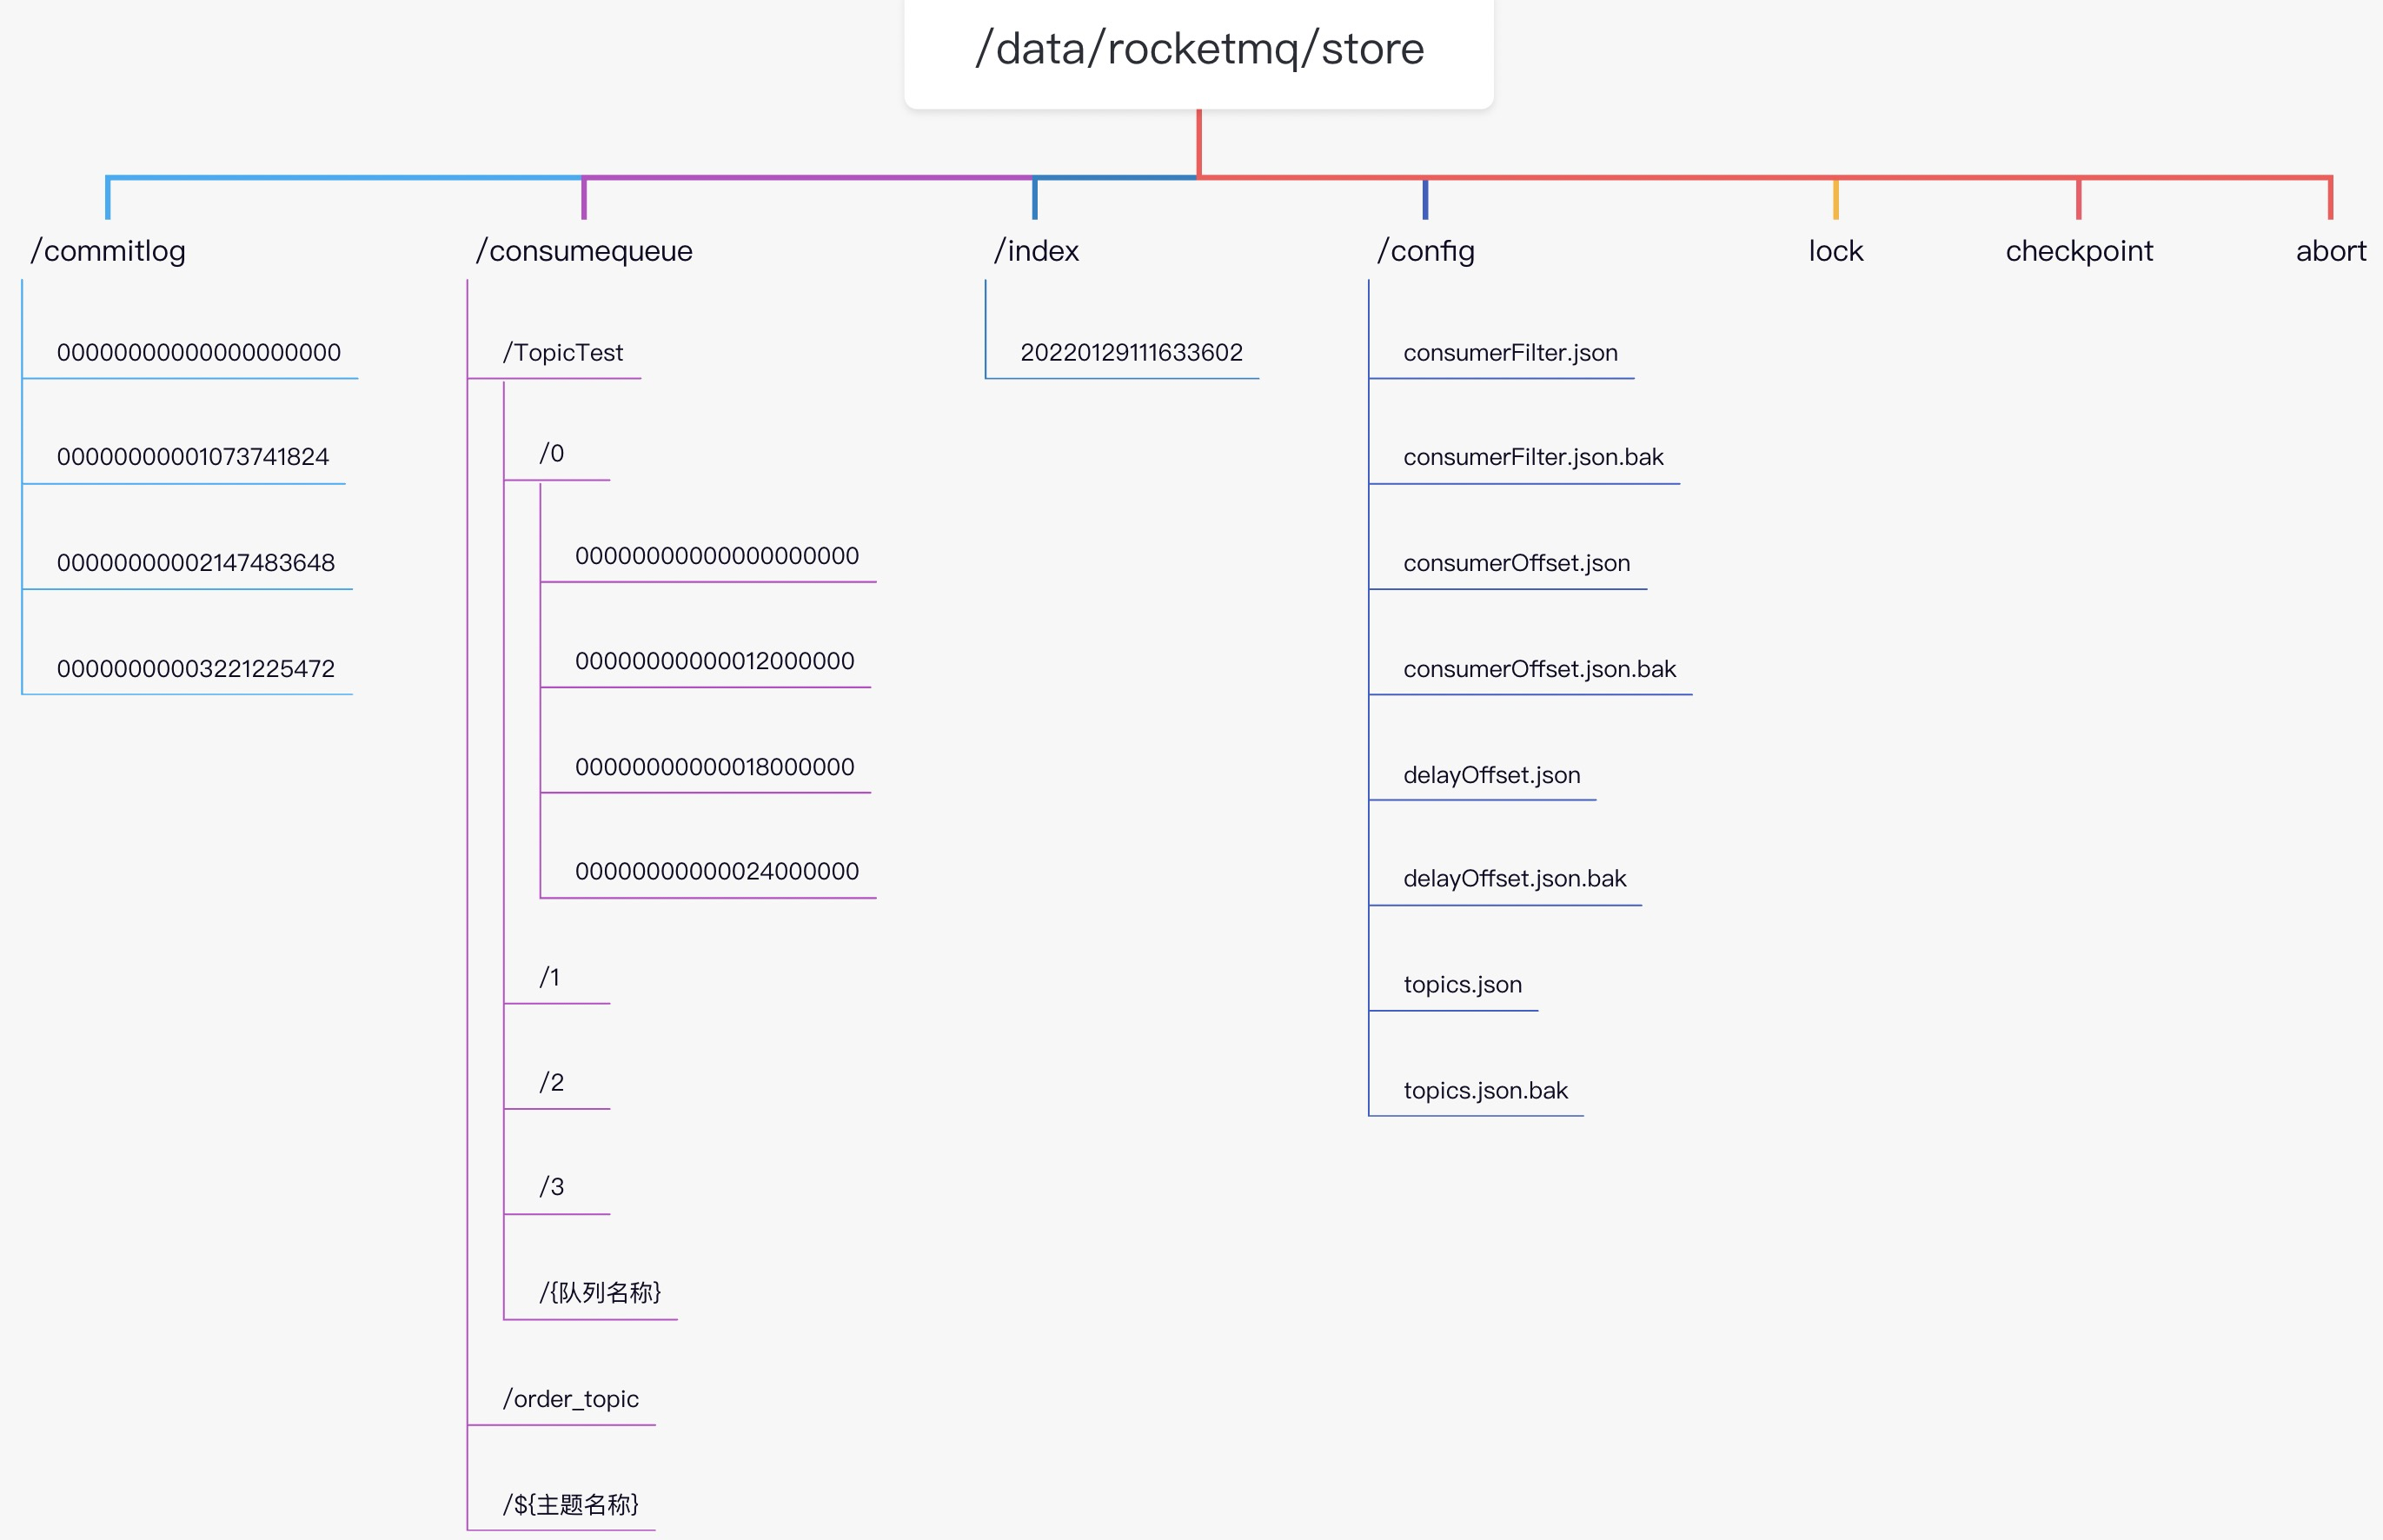 /data/rocketmq/store
/commitlog
/consumequeue
/index
/config
lock
checkpoint
abort
00000000000000000000
00000000001073741824
00000000002147483648
00000000003221225472
/TopicTest
/0
00000000000000000000
00000000000012000000
00000000000018000000
00000000000024000000
/1
/2
/3
/{队列名称}
/order_topic
/${主题名称}
20220129111633602
consumerFilter.json
consumerFilter.json.bak
consumerOffset.json
consumerOffset.json.bak
delayOffset.json
delayOffset.json.bak
topics.json
topics.json.bak